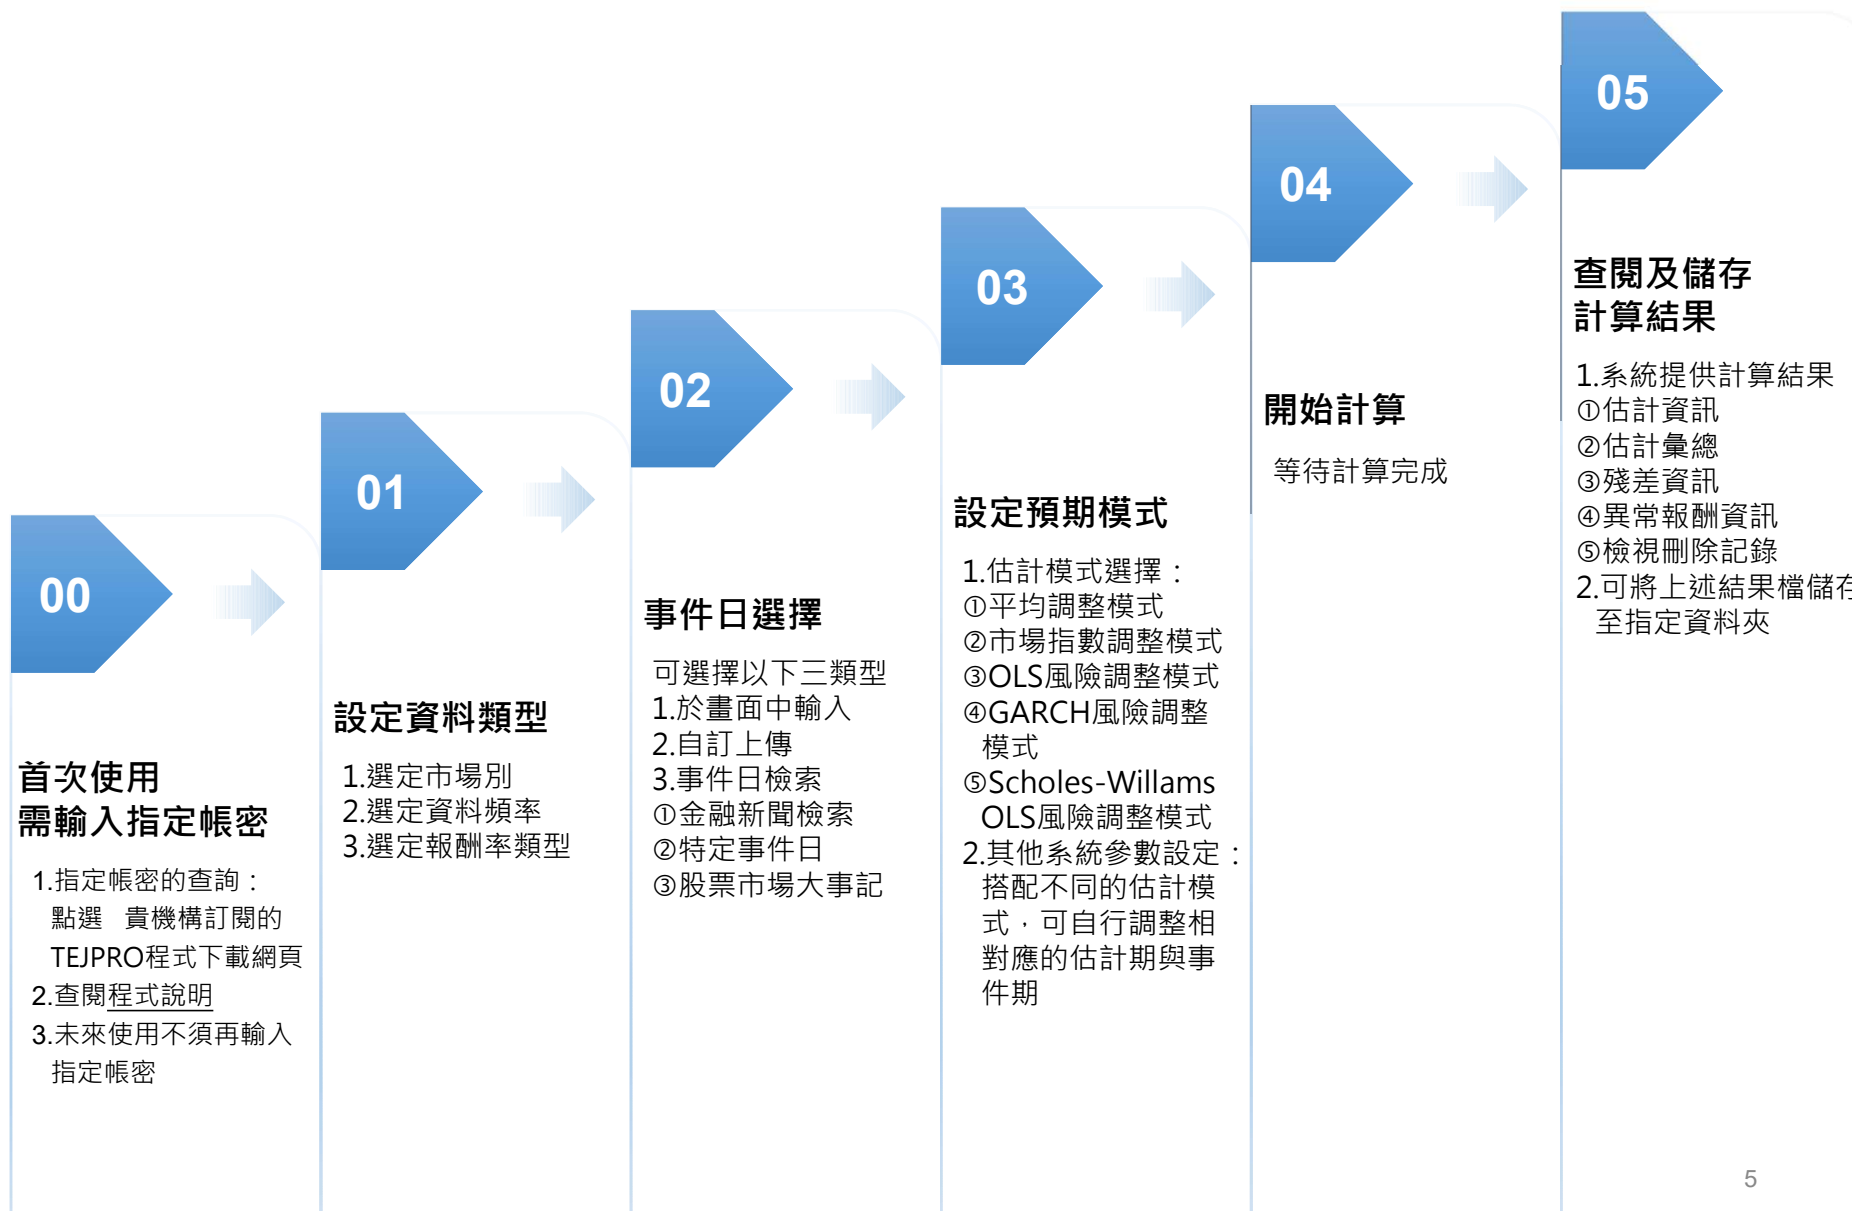 00
首次使用
需輸入指定帳密
1.指定帳密的查詢：
點選 貴機構訂閱的
TEJPRO程式下載網頁
2.查閱程式說明
3.未來使用不須再輸入
指定帳密
01
設定資料類型
1.選定市場別
2.選定資料頻率
3.選定報酬率類型
02
事件日選擇
可選擇以下三類型
1.於畫面中輸入
2.自訂上傳
3.事件日檢索
①金融新聞檢索
②特定事件日
③股票市場大事記
03
設定預期模式
1.估計模式選擇：
①平均調整模式
②市場指數調整模式
③OLS風險調整模式
④GARCH風險調整
模式
⑤Scholes-Willams
OLS風險調整模式
2.其他系統參數設定：
搭配不同的估計模
式，可自行調整相
對應的估計期與事
件期
04
開始計算
等待計算完成
05
查閱及儲存
計算結果
1.系統提供計算結果
①估計資訊
②估計彙總
③殘差資訊
④異常報酬資訊
⑤檢視刪除記錄
2.可將上述結果檔儲存
至指定資料夾
5